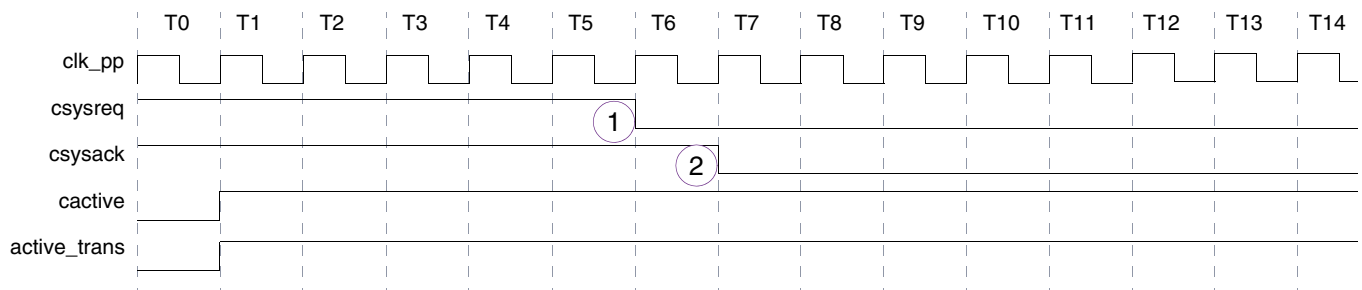 T0 T1 T2 T3 T4 T5 T6 T7 T8 T9 T10 T11 T12 T13 T14
clk_pp
csysreq
1
csysack
2
cactive
active_trans